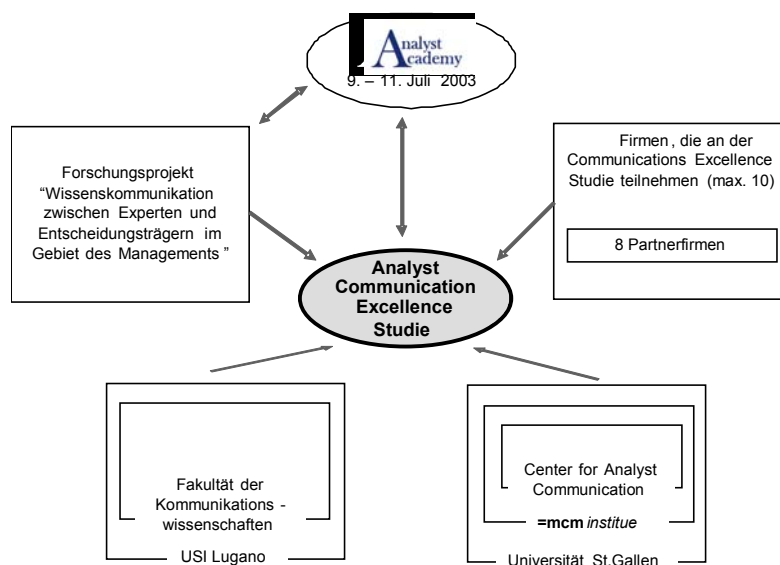 Analyst
Academy
9. – 11. Juli 2003
Forschungsprojekt
“Wissenskommunikation
zwischen Experten und
Entscheidungsträgern im
Gebiet des Managements ”
Firmen, die an der
Communications Excellence
Studie teilnehmen (max. 10)
8 Partnerfirmen
Analyst
Communication
Excellence
Studie
Fakultät der
Kommunikations -
wissenschaften
USI Lugano
Center for Analyst
Communication
=mcm institue
Universität St.Gallen